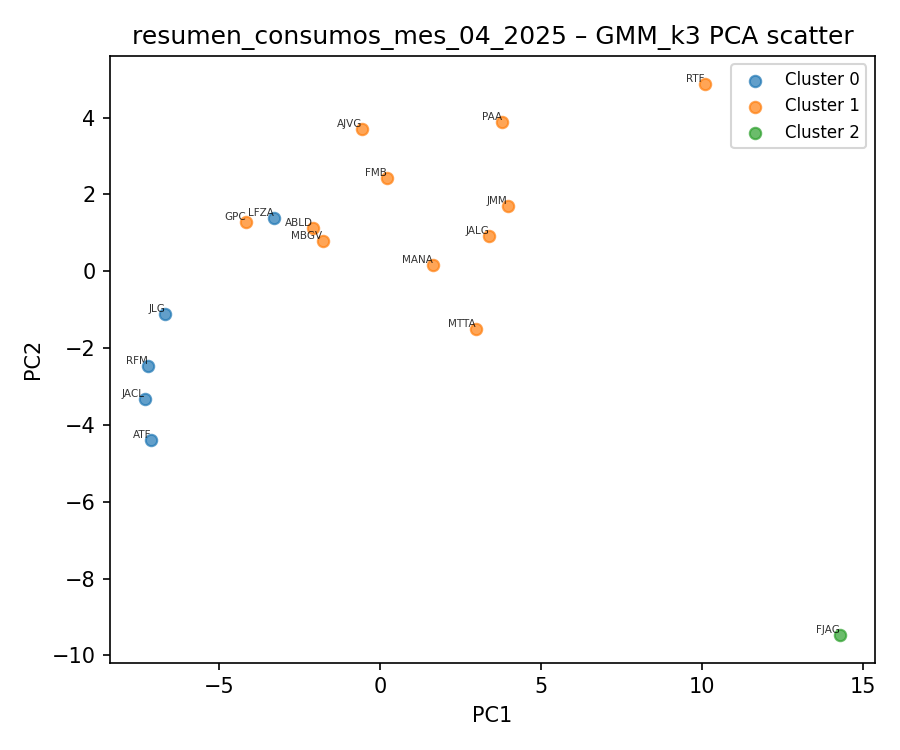 resumen_consumos_mes_04_2025 – GMM_k3 PCA scatter
Cluster 0
Cluster 1
Cluster 2
RTF
PAA
AJVG
FMB
JMM
GPC
LFZA
ABLD
MBGV
JALG
MANA
MTTA
JLG
RFM
JACL
ATF
FJAG
4
2
0
−2
−4
−6
−8
−10
PC2
−5
0
5
10
15
PC1